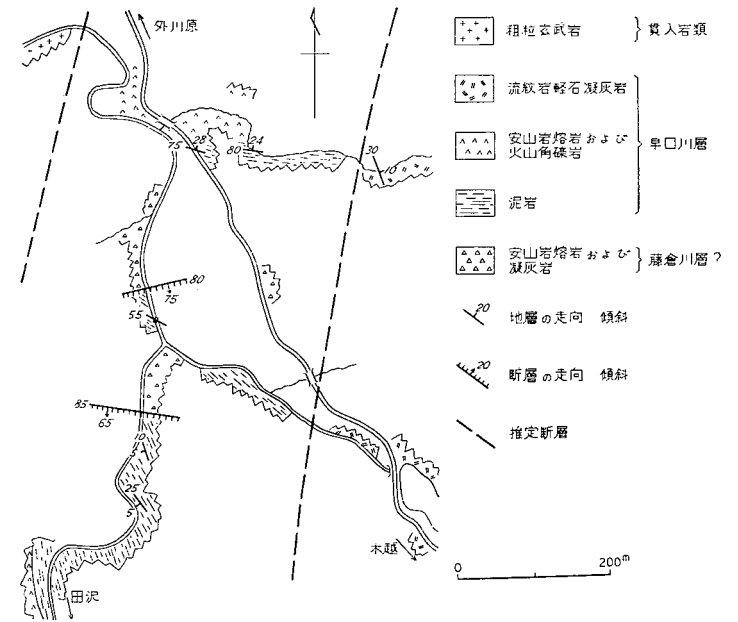 外川原
75
28
80
24
30
10
80
75
55
85
65
10
25
5
田沢
木越
粗粒玄武岩
貫入岩類
流紋岩軽石凝灰岩
安山岩熔岩および
火山角礫岩
泥岩
早口川層
安山岩熔岩および
凝灰岩
藤倉川層?
20
地層の走向 傾斜
20
断層の走向 傾斜
推定断層
0
200m